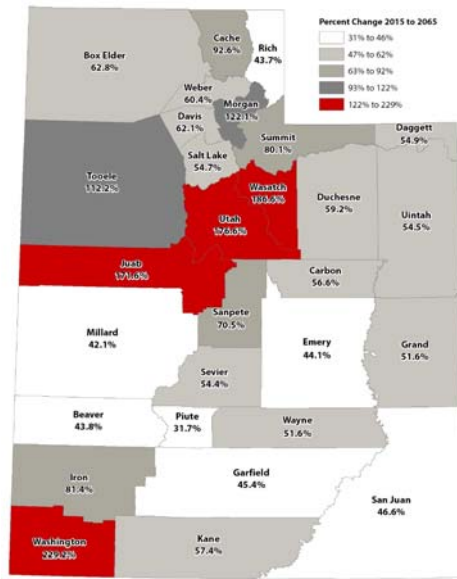 Percent Change 2015 to 2065
31% to 46%
47% to 62%
63% to 92%
93% to 122%
122% to 229%
Cache
92.6%
Rich
43.7%
Box Elder
62.8%
Weber
60.4%
Morgan
122.1%
Davis
62.1%
Summit
80.1%
Daggett
54.9%
Salt Lake
54.7%
Tooele
112.2%
Wasatch
186.6%
Utah
176.6%
Duchesne
59.2%
Uintah
54.5%
Juab
171.6%
Carbon
56.6%
Sanpete
70.5%
Millard
42.1%
Emery
44.1%
Grand
51.6%
Sevier
54.4%
Beaver
43.8%
Piute
31.7%
Wayne
51.6%
Garfield
45.4%
Iron
81.4%
San Juan
46.6%
Washington
229.2%
Kane
57.4%